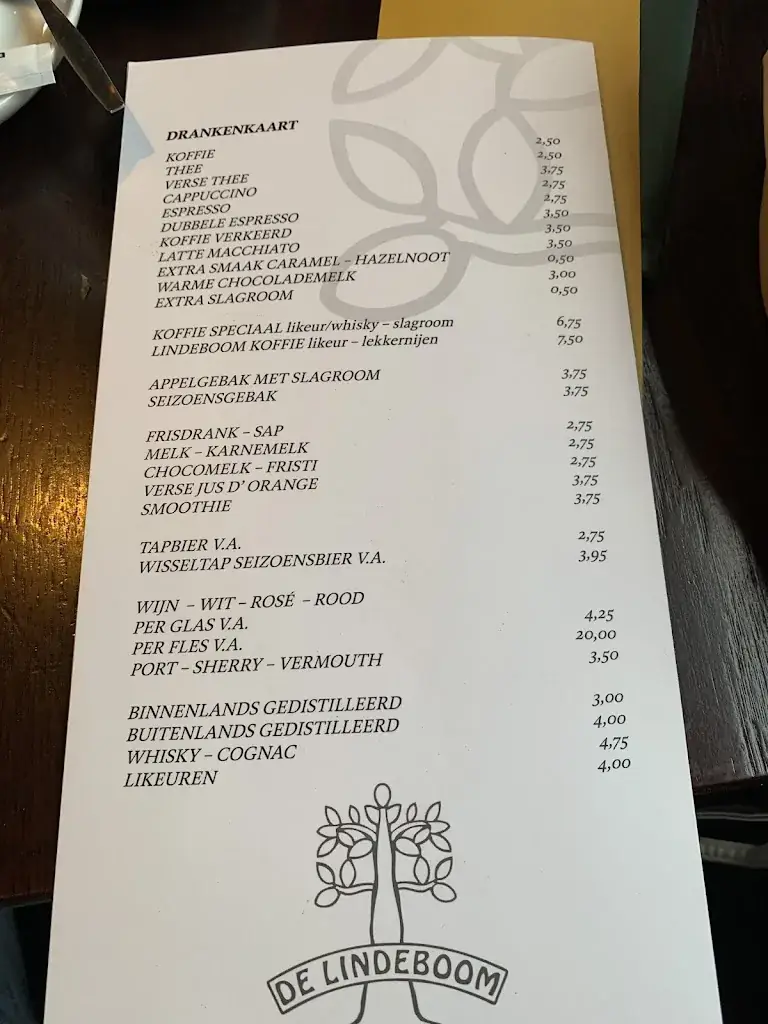 DRANKENKAART
KOFFIE 2,50
THEE 2,50
VERSE THEE 3,75
CAPPUCCINO 2,75
ESPRESSO 2,75
DUBBELE ESPRESSO 3,50
KOFFIE VERKEERD 3,50
LATTE MACCHIATO 3,50
EXTRA SMAAK CARAMEL – HAZELNOOT 0,50
WARME CHOCOLADEMELK 3,00
EXTRA SLAGROOM 0,50
KOFFIE SPECIAAL likeur/whisky – slagroom 6,75
LINDEBOOM KOFFIE likeur – lekkernijen 7,50
APPELGEBAK MET SLAGROOM 3,75
SEIZOENSGEBAK 3,75
FRISDRANK – SAP 2,75
MELK – KARNEMELK 2,75
CHOCOMELK – FRISTI 2,75
VERSE JUS D' ORANGE 3,75
SMOOTHIE 3,75
TAPBIER V.A. 2,75
WISSELTAP SEIZOENSBIER V.A. 3,95
WIJN – WIT – ROSÉ – ROOD
PER GLAS V.A. 4,25
PER FLES V.A. 20,00
PORT – SHERRY – VERMOUTH 3,50
BINNENLANDS GEDISTILLEERD 3,00
BUITENLANDS GEDISTILLEERD 4,00
WHISKY – COGNAC 4,75
LIKEUREN 4,00
DE LINDEBOOM